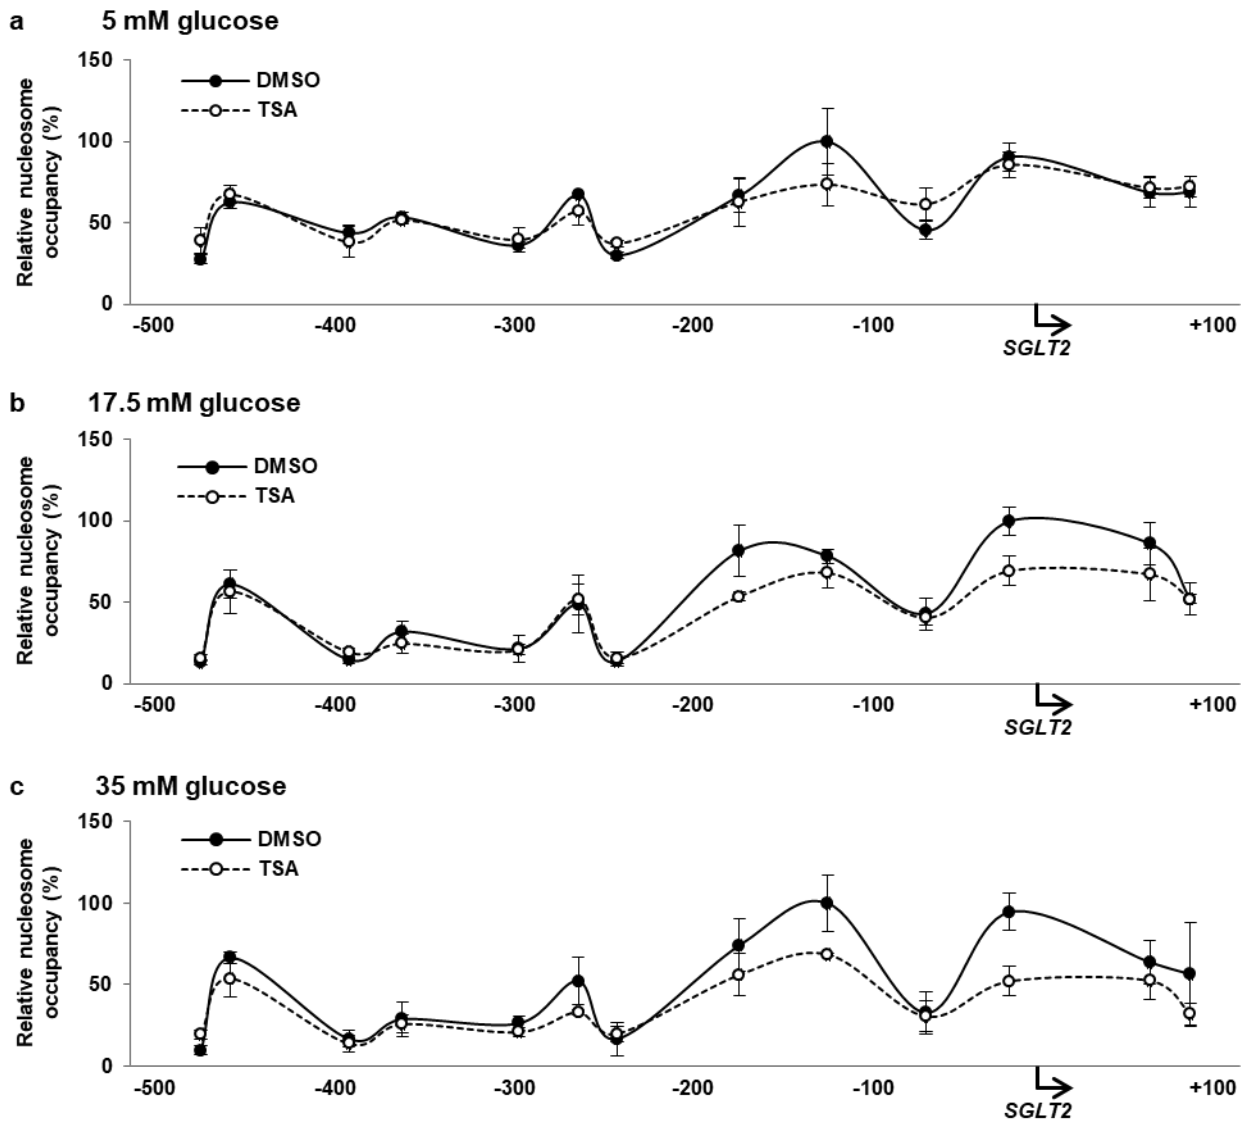 a 5 mM glucose
Relative nucleosome
occupancy (%)
150
100
50
0
DMSO
TSA
-500 -400 -300 -200 -100 +100
SGLT2
b 17.5 mM glucose
Relative nucleosome
occupancy (%)
150
100
50
0
DMSO
TSA
-500 -400 -300 -200 -100 +100
SGLT2
c 35 mM glucose
Relative nucleosome
occupancy (%)
150
100
50
0
DMSO
TSA
-500 -400 -300 -200 -100 +100
SGLT2